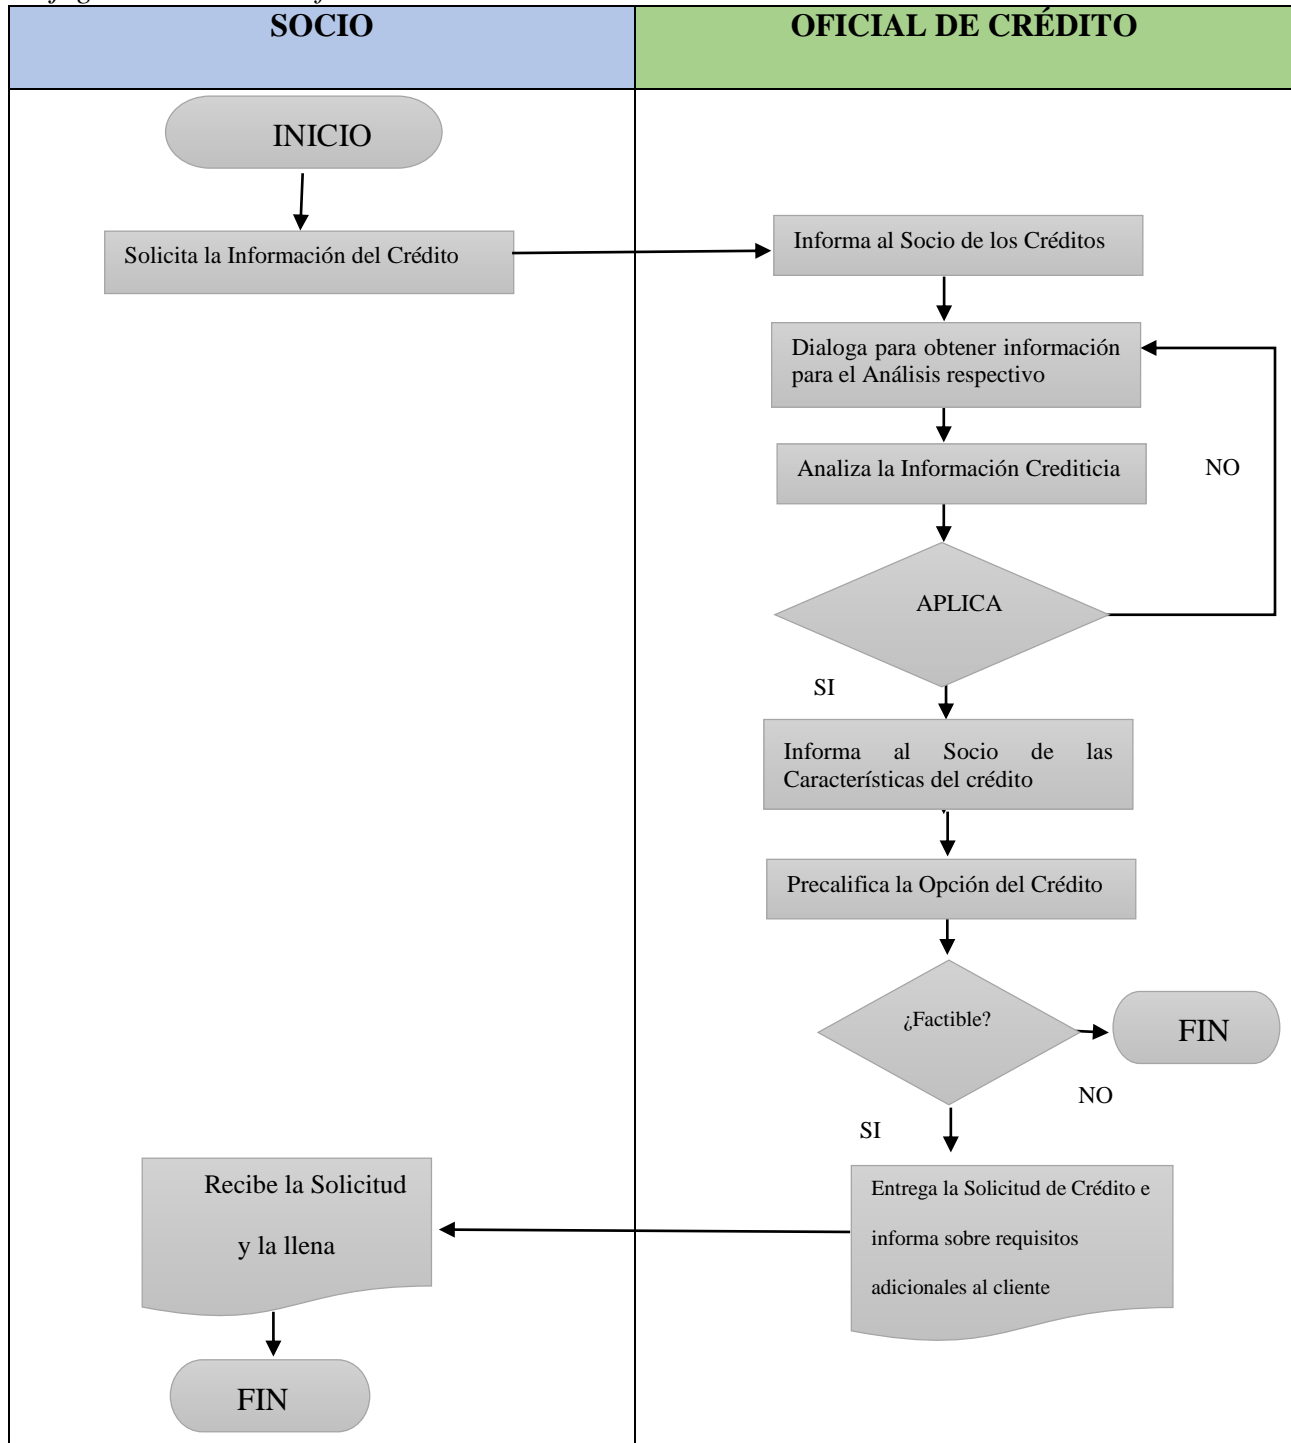 SOCIO
OFICIAL DE CRÉDITO
INICIO
Solicita la Información del Crédito
Informa al Socio de los Créditos
Dialoga para obtener información
para el Análisis respectivo
Analiza la Información Crediticia
NO
APLICA
SI
Informa al Socio de las
Características del crédito
Precalifica la Opción del Crédito
¿Factible?
FIN
NO
SI
Entrega la Solicitud de Crédito e
informa sobre requisitos
adicionales al cliente
Recibe la Solicitud
y la llena
FIN